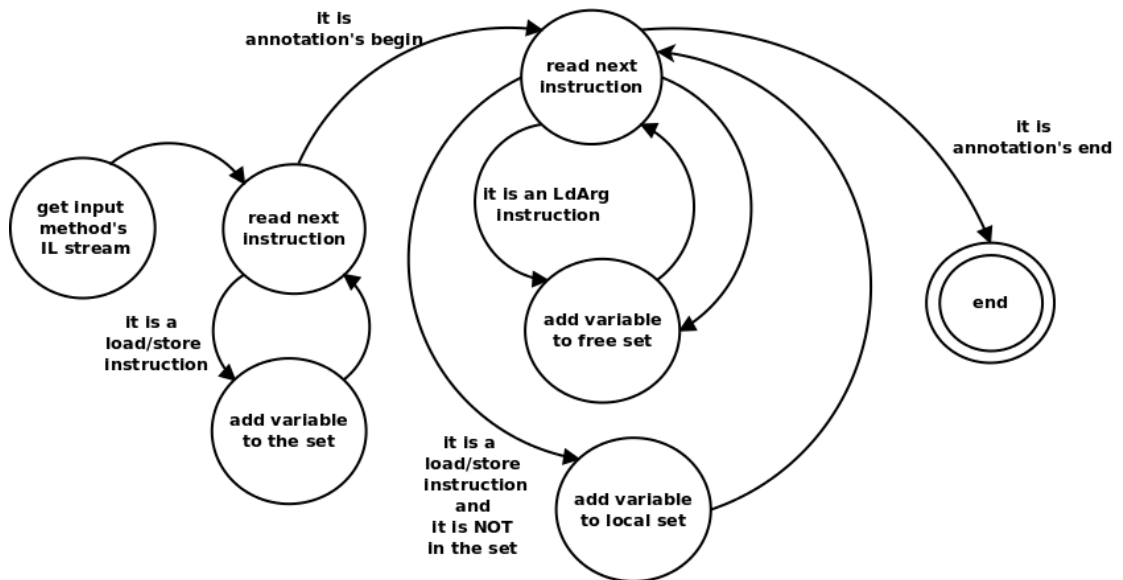 it is
annotation's begin
read next
instruction
it is
annotation's end
get input
method's
IL stream
read next
instruction
it is an LdArg
instruction
add variable
to free set
end
it is a
load/store
instruction
add variable
to the set
it is a
load/store
instruction
and
it is NOT
in the set
add variable
to local set